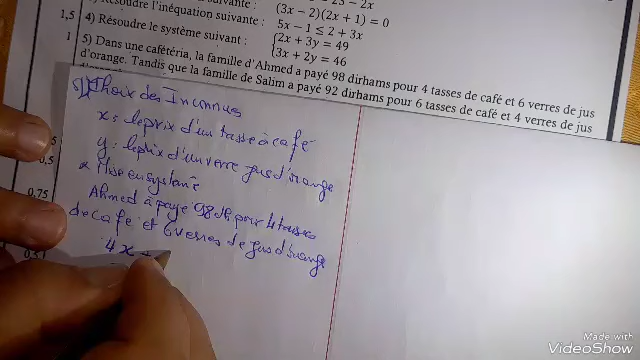 (3x − 2)(2x + 1) = 0
Résoudre l'inéquation suivante :
5x − 1 ≤ 2 + 3x
1,5 4) Résoudre le système suivant : {2x + 3y = 49
{3x + 2y = 46
1 5) Dans une cafétéria, la famille d'Ahmed a payé 98 dirhams pour 4 tasses de café et 6 verres de jus
d'orange. Tandis que la famille de Salim a payé 92 dirhams pour 6 tasses de café et 4 verres de jus
5) Choix des Inconnus
x : le prix d'un tasse à café
y : le prix d'un verre jus d'orange
* Mise en système
Ahmed à payé 98 dh pour 4 tasses
de café et 6 verres de jus d'orange
4x +
0,5
0,75
Made with
VideoShow